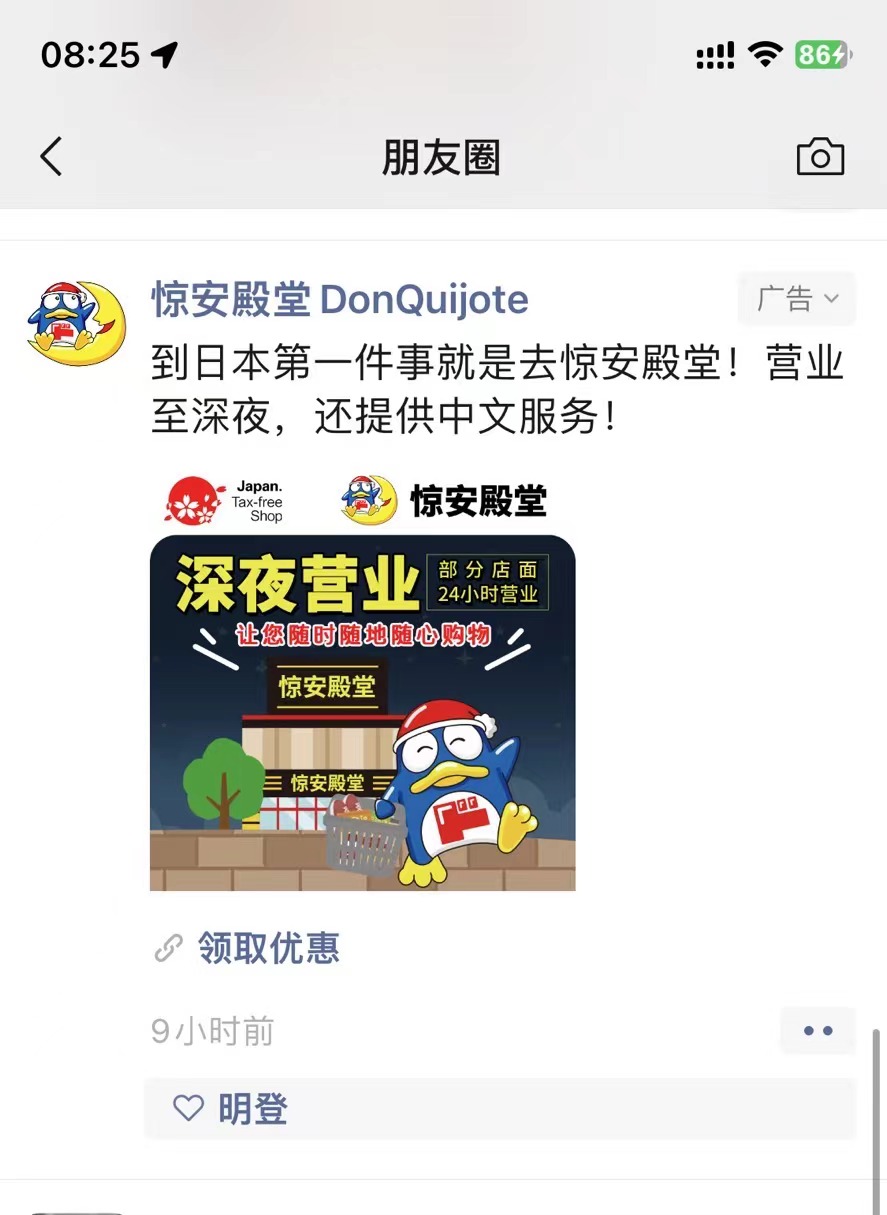 08:25
86
朋友圈
惊安殿堂 DonQuijote
广告
到日本第一件事就是去惊安殿堂！营业
至深夜，还提供中文服务！
Japan.
Tax-free
Shop
惊安殿堂
深夜营业
部分店面
24小时营业
让您随时随地随心购物
惊安殿堂
惊安殿堂
领取优惠
9小时前
明登